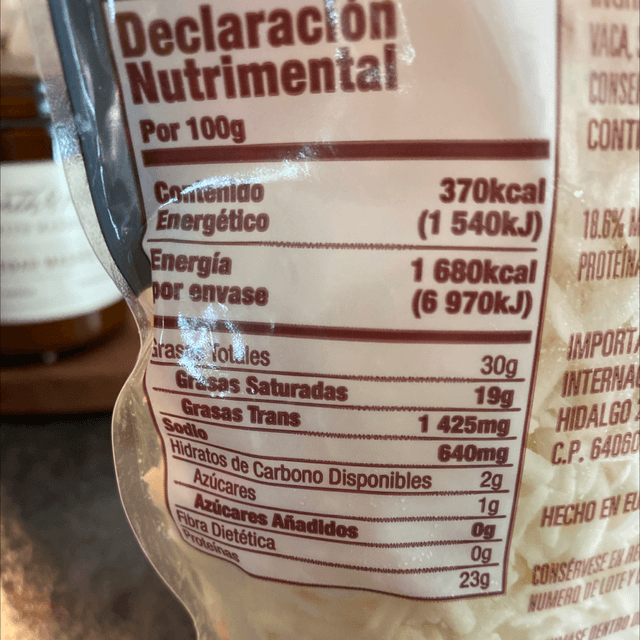 Declaración
Nutrimental
Por 100g
Contenido 370kcal
Energético (1 540kJ)
Energía 1 680kcal
por envase (6 970kJ)
Grasas Totales 30g
Grasas Saturadas 19g
Grasas Trans 1 425mg
Sodio 640mg
Hidratos de Carbono Disponibles 2g
Azúcares 1g
Azúcares Añadidos 0g
Fibra Dietética 0g
Proteínas 23g
VACA,
CONSE
CONT
18.6%
PROTEÍNA
IMPORTA
INTERNA
HIDALGO
C.P. 64060
HECHO EN EU
CONSÉRVESE EN
NUMERO DE LOTE Y
DENTRO